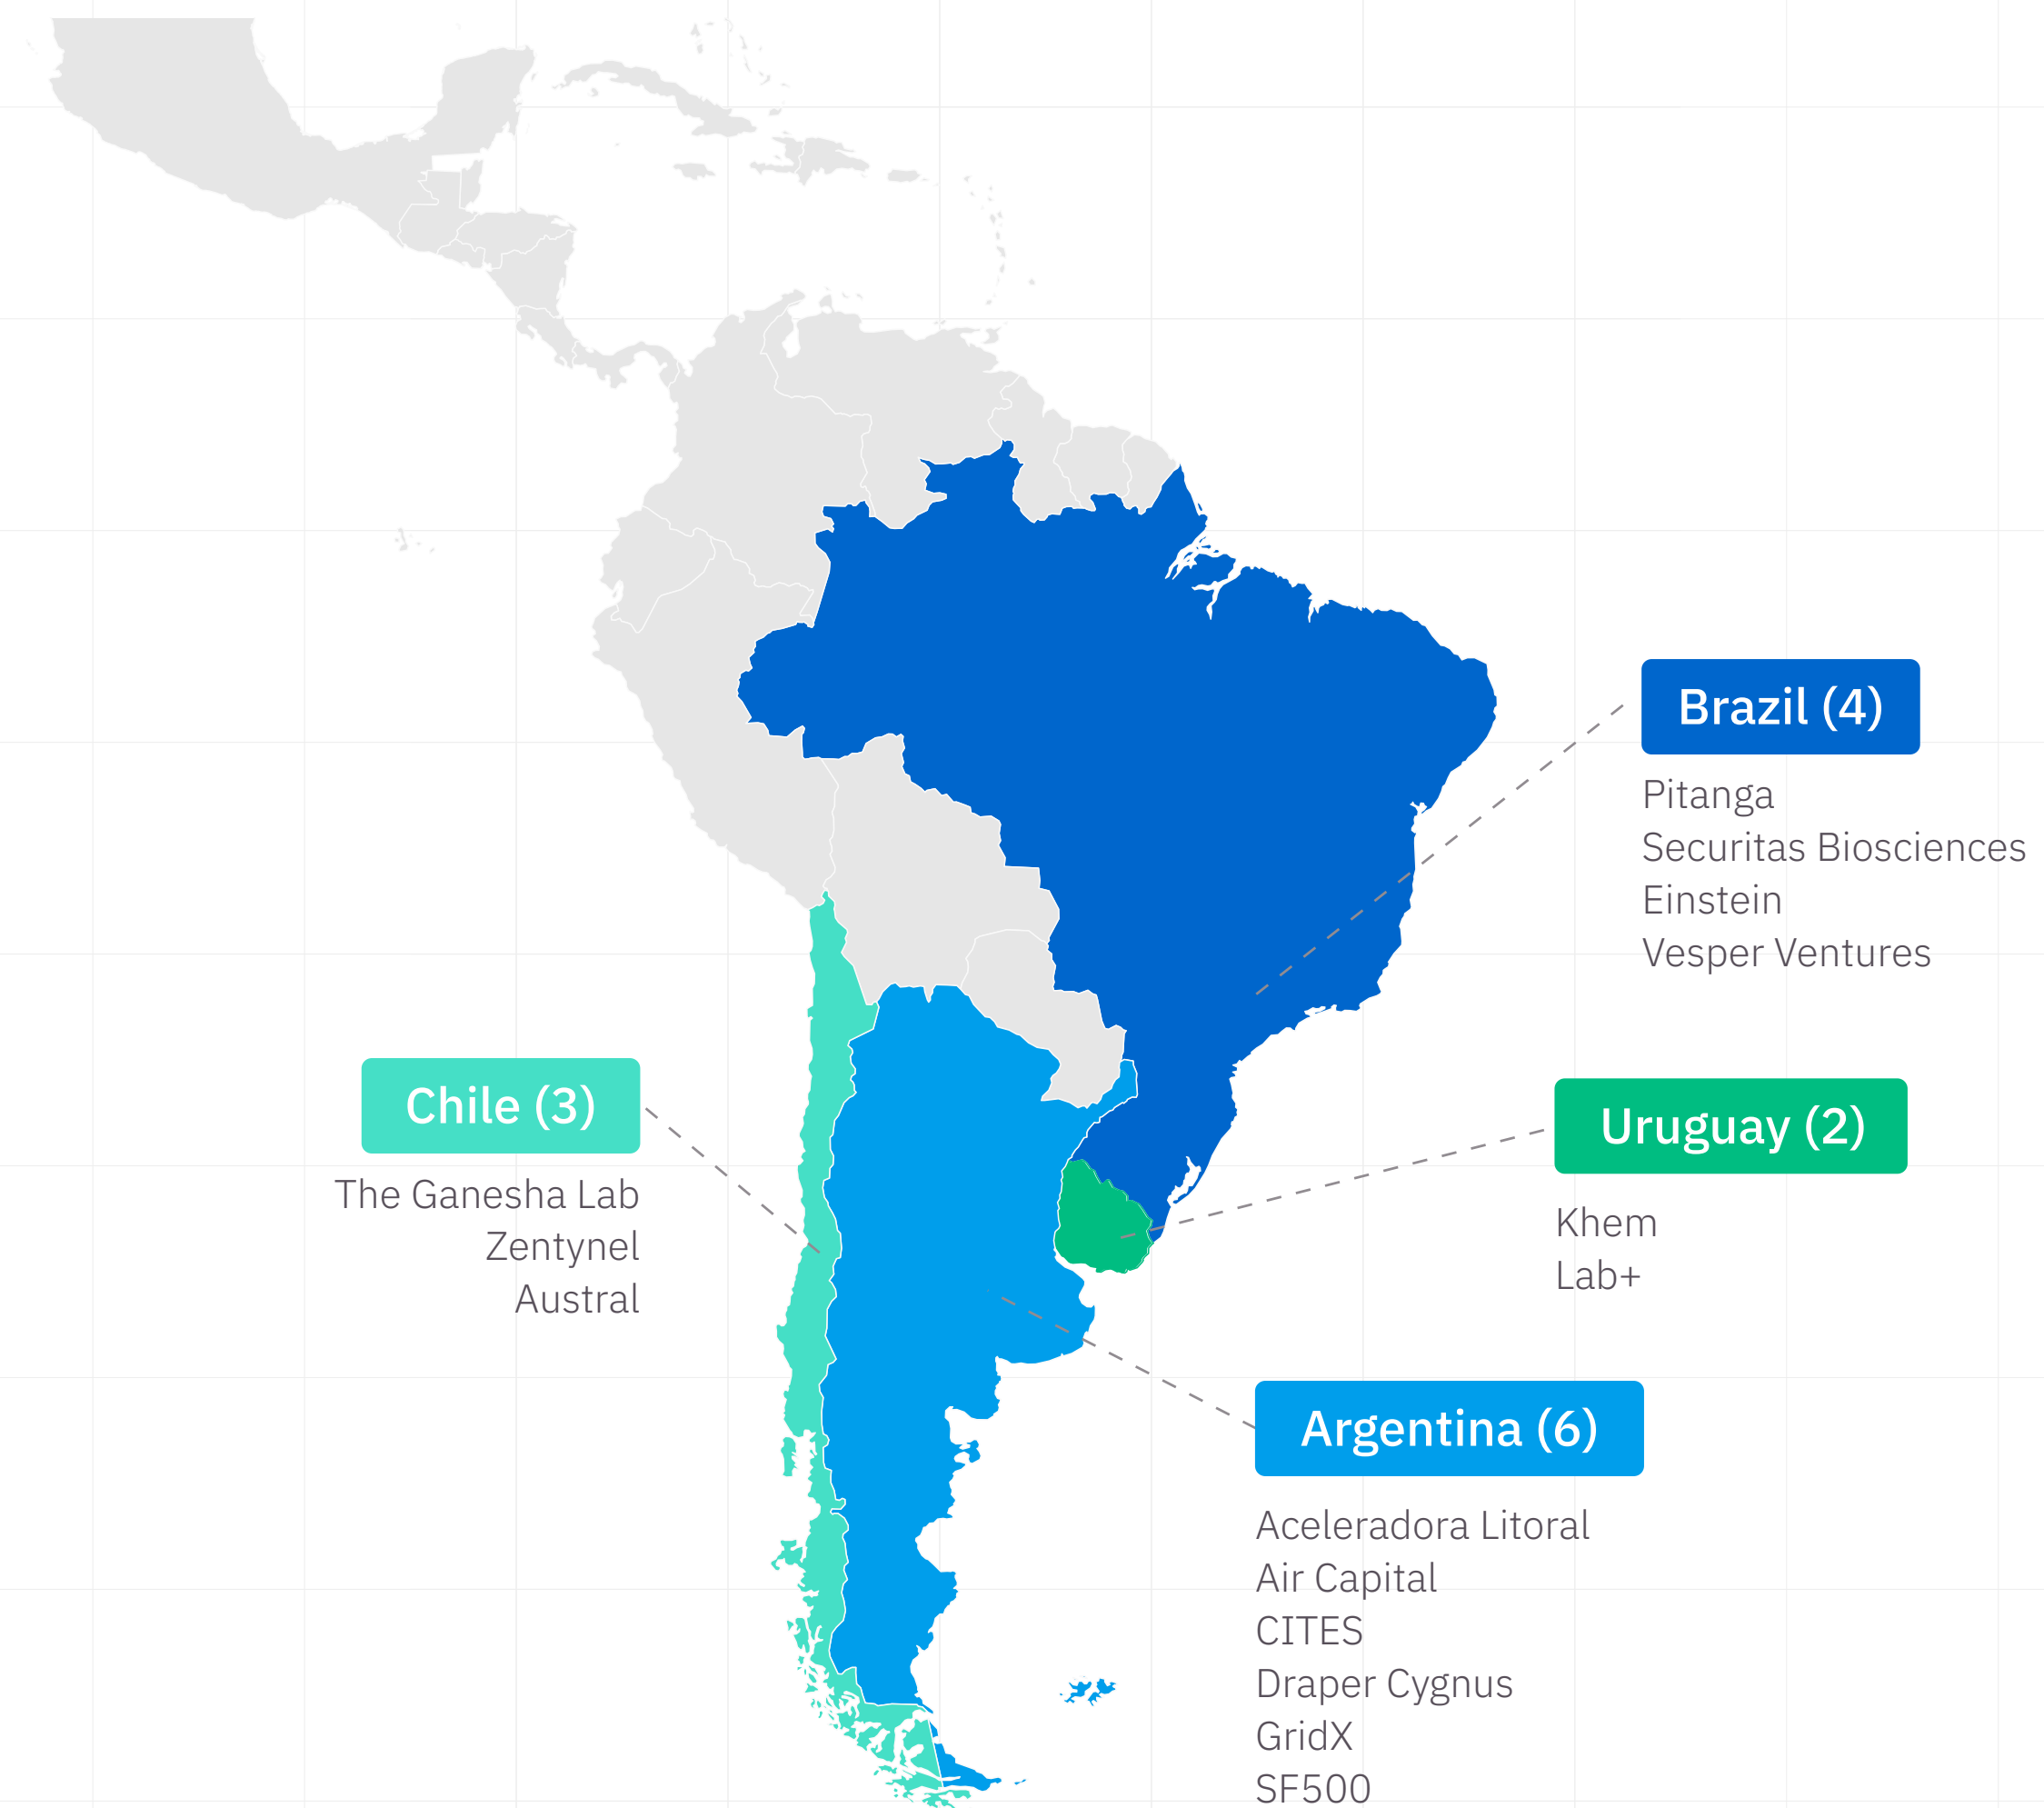 Brazil (4)
Pitanga
Securitas Biosciences
Einstein
Vesper Ventures
Chile (3)
The Ganesha Lab
Zentynel
Austral
Uruguay (2)
Khem
Lab+
Argentina (6)
Aceleradora Litoral
Air Capital
CITES
Draper Cygnus
GridX
SF500